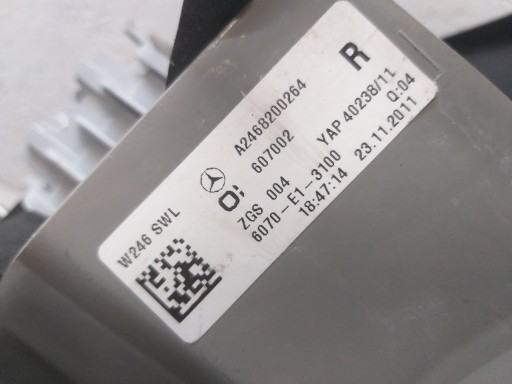 W246 SWL
A2468200264
607002
R
ZGS 004
YAP 40238/11
6070-E1-3100
Q:04
18:47:14
23.11.2011